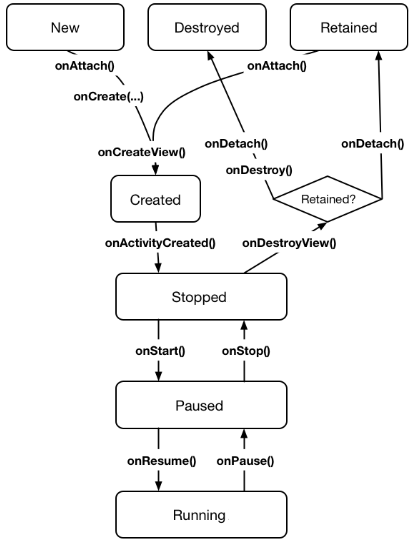 New
Destroyed
Retained
onAttach()
onAttach()
onCreate(...)
onCreateView()
onDetach()
onDetach()
onDestroy()
Created
Retained?
onActivityCreated()
onDestroyView()
Stopped
onStart()
onStop()
Paused
onResume()
onPause()
Running